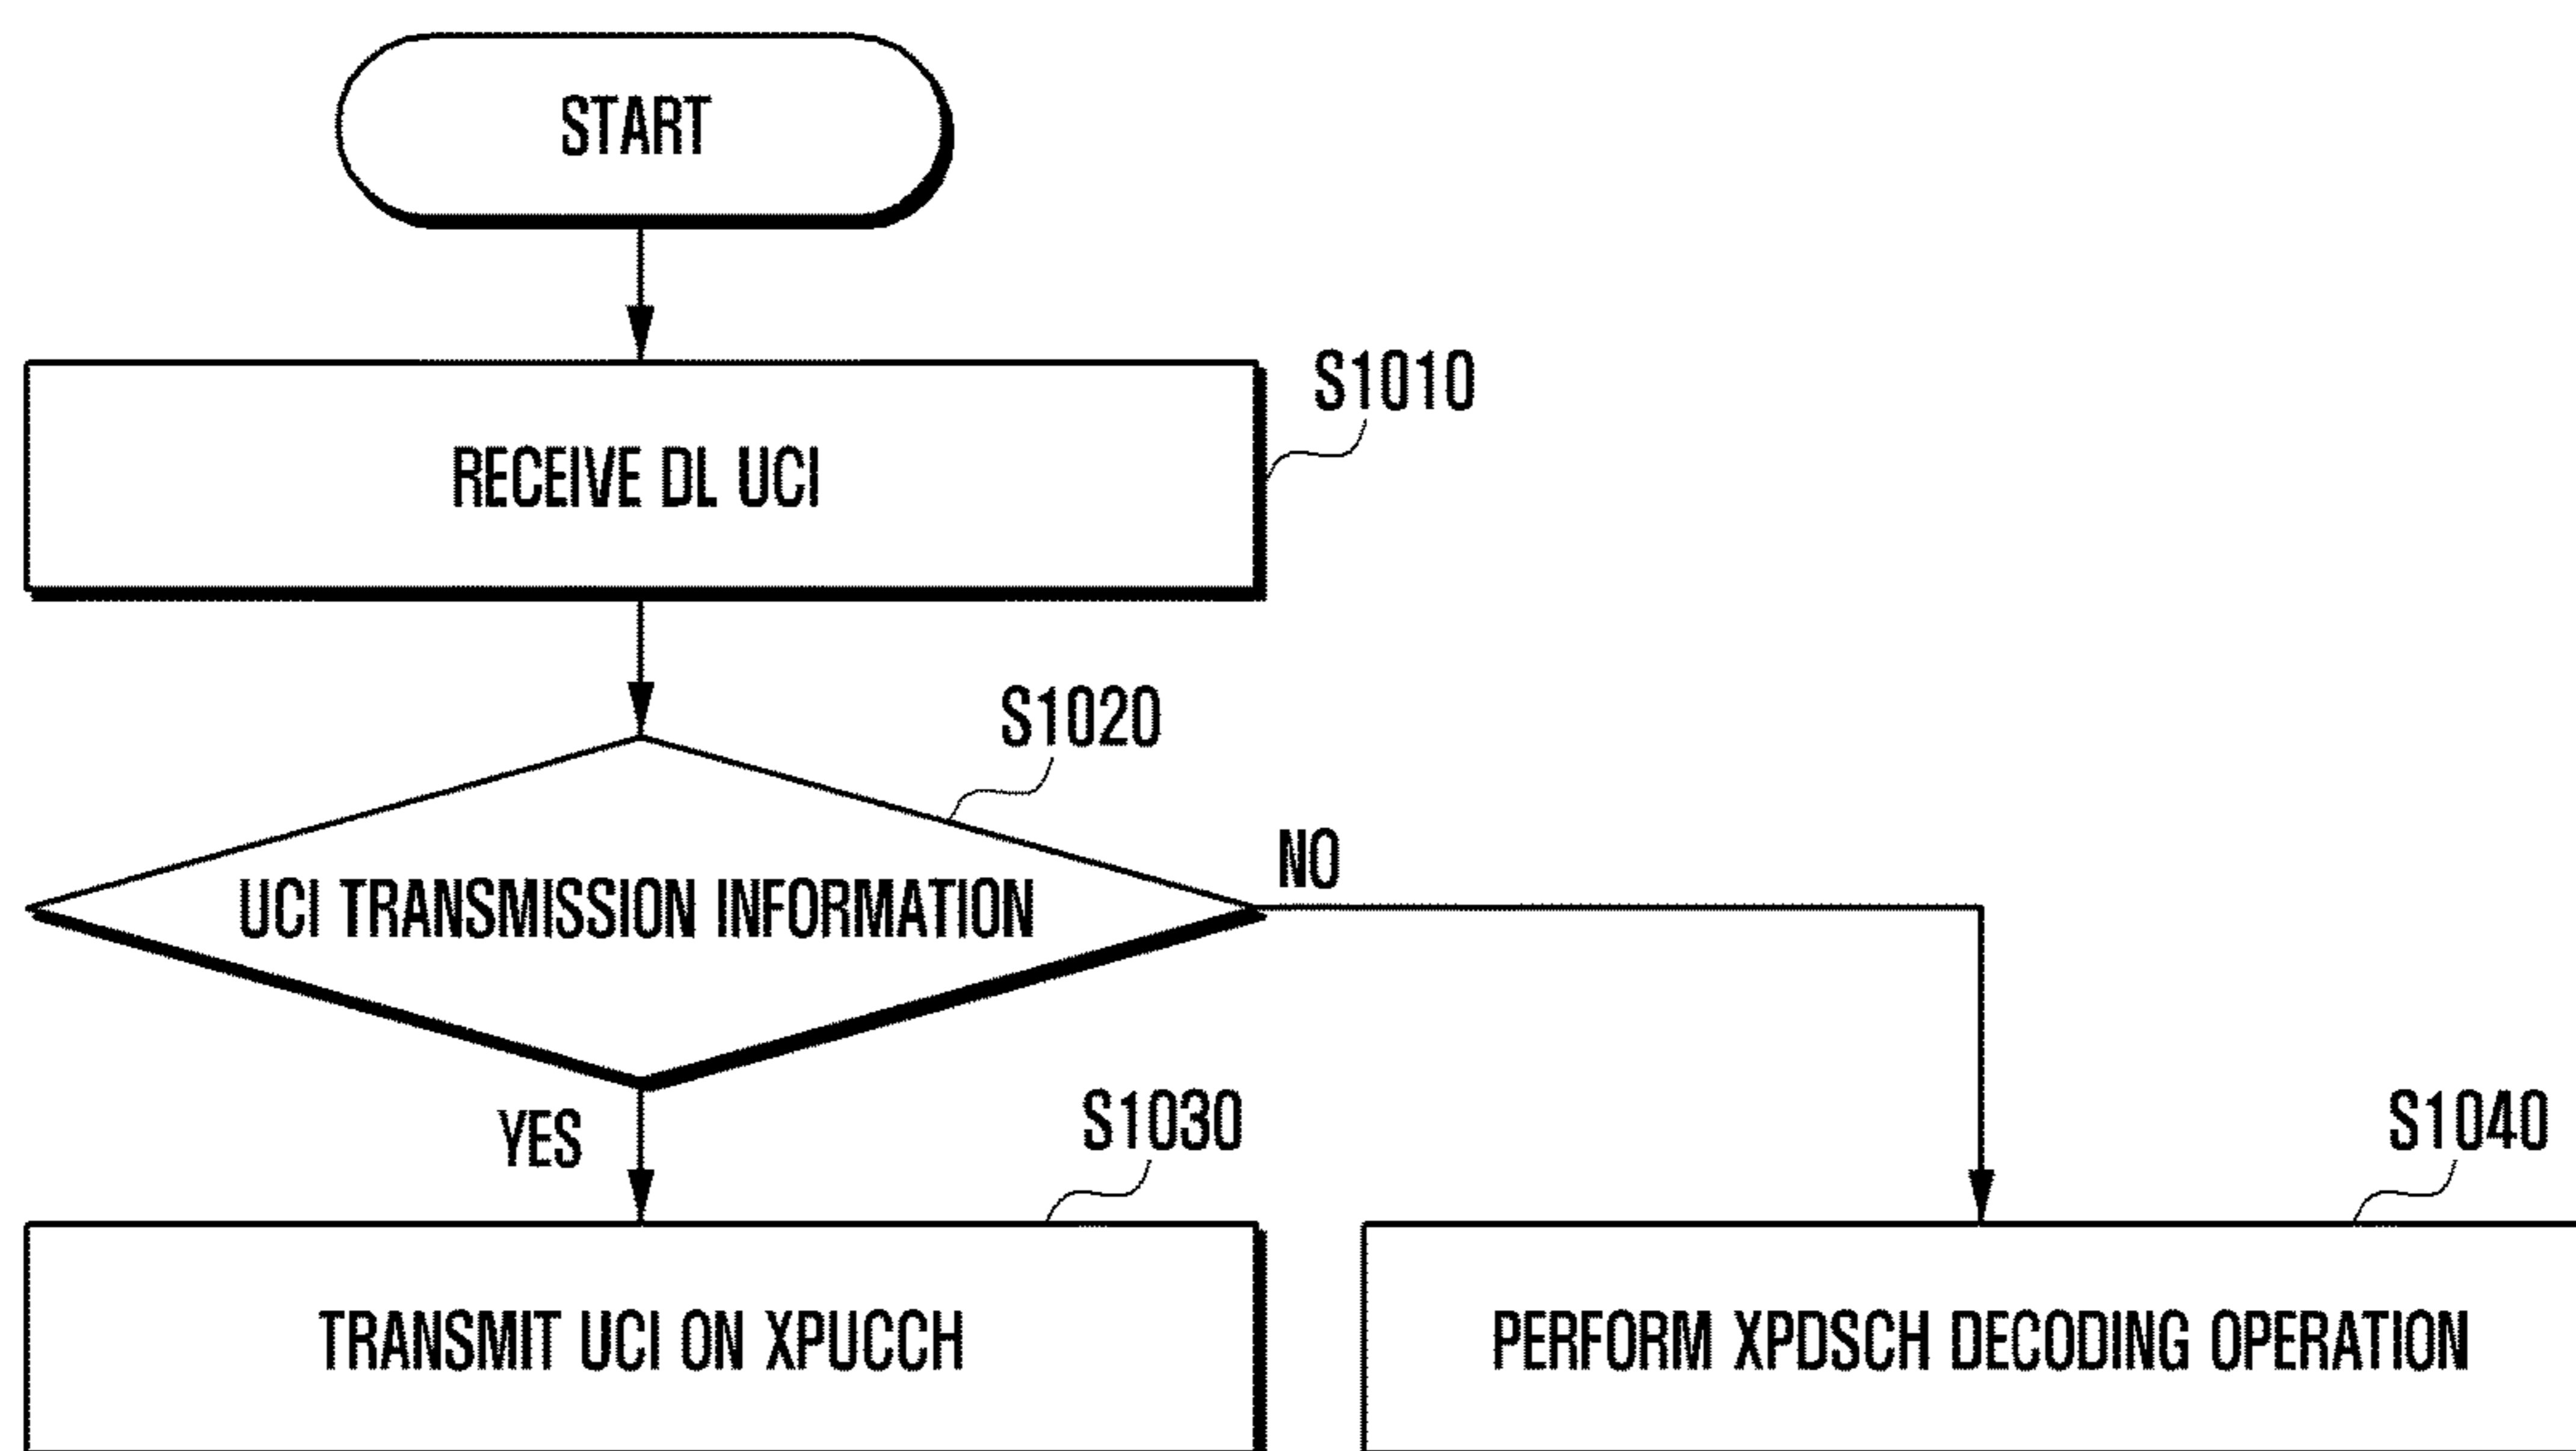 START
S1010
RECEIVE DL UCI
S1020
NO
UCI TRANSMISSION INFORMATION
YES
S1030
S1040
TRANSMIT UCI ON XPUCCH
PERFORM XPDSCH DECODING OPERATION